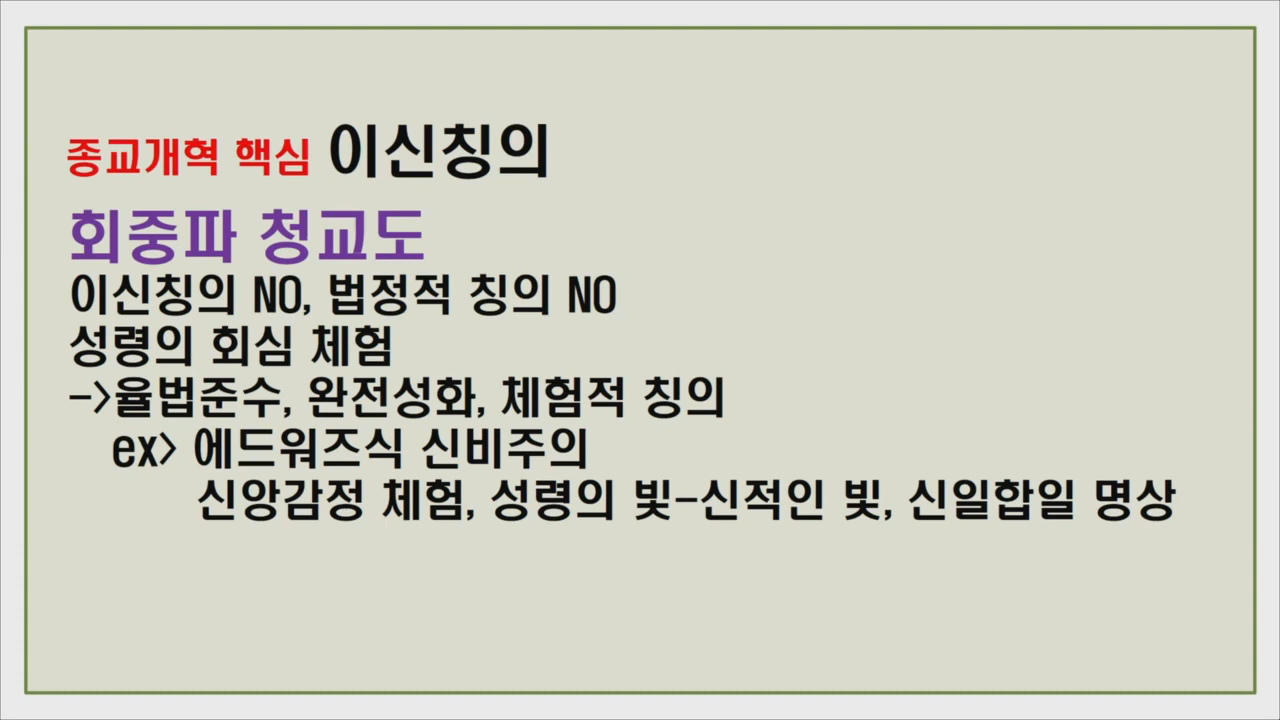 종교개혁 핵심 이신칭의
회중파 청교도
이신칭의 NO, 법정적 칭의 NO
성령의 회심 체험
->율법준수, 완전성화, 체험적 칭의
ex> 에드워즈식 신비주의
신앙감정 체험, 성령의 빛-신적인 빛, 신일합일 명상